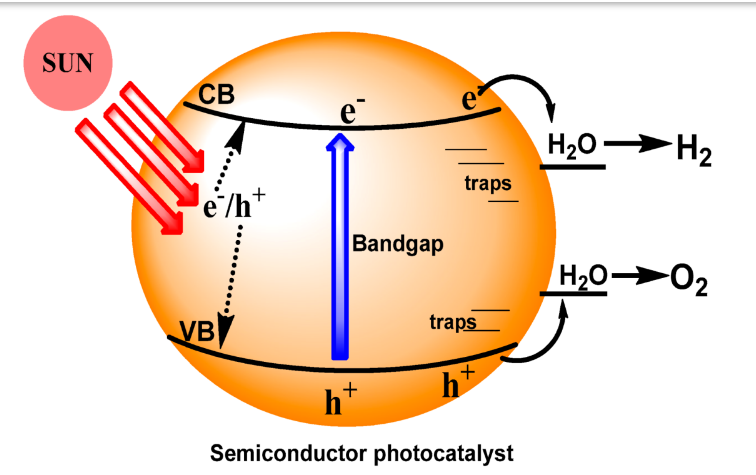 SUN
CB
e⁻
e
H₂O
H₂
traps
e⁻/h⁺
Bandgap
H₂O
O₂
traps
VB
h⁺
h⁺
Semiconductor photocatalyst